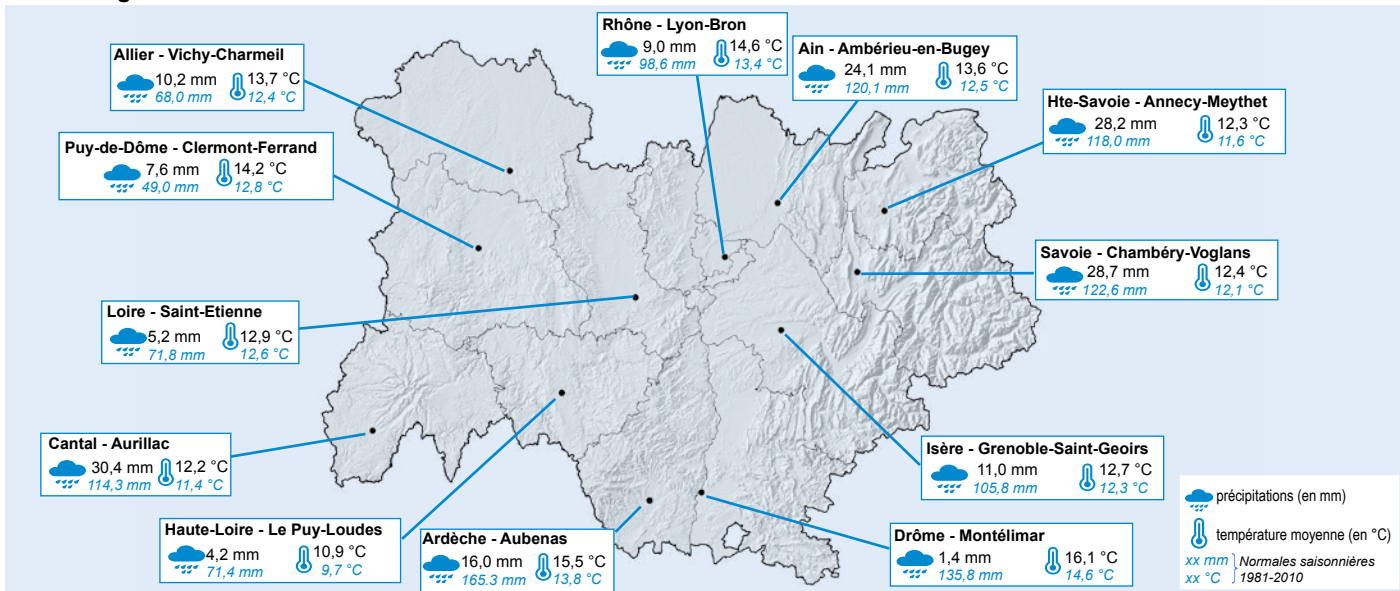 Rhône - Lyon-Bron
9,0 mm 14,6 °C
98,6 mm 13,4 °C
Ain - Ambérieu-en-Bugey
24,1 mm 13,6 °C
120,1 mm 12,5 °C
Allier - Vichy-Charmeil
10,2 mm 13,7 °C
68,0 mm 12,4 °C
Hte-Savoie - Annecy-Meythet
28,2 mm 12,3 °C
118,0 mm 11,6 °C
Puy-de-Dôme - Clermont-Ferrand
7,6 mm 14,2 °C
49,0 mm 12,8 °C
Savoie - Chambéry-Voglans
28,7 mm 12,4 °C
122,6 mm 12,1 °C
Loire - Saint-Etienne
5,2 mm 12,9 °C
71,8 mm 12,6 °C
Cantal - Aurillac
30,4 mm 12,2 °C
114,3 mm 11,4 °C
Isère - Grenoble-Saint-Geoirs
11,0 mm 12,7 °C
105,8 mm 12,3 °C
Haute-Loire - Le Puy-Loudes
4,2 mm 10,9 °C
71,4 mm 9,7 °C
Ardèche - Aubenas
16,0 mm 15,5 °C
165.3 mm 13,8 °C
Drôme - Montélimar
1,4 mm 16,1 °C
135,8 mm 14,6 °C
précipitations (en mm)
température moyenne (en °C)
xx mm Normales saisonnières
xx °C 1981-2010